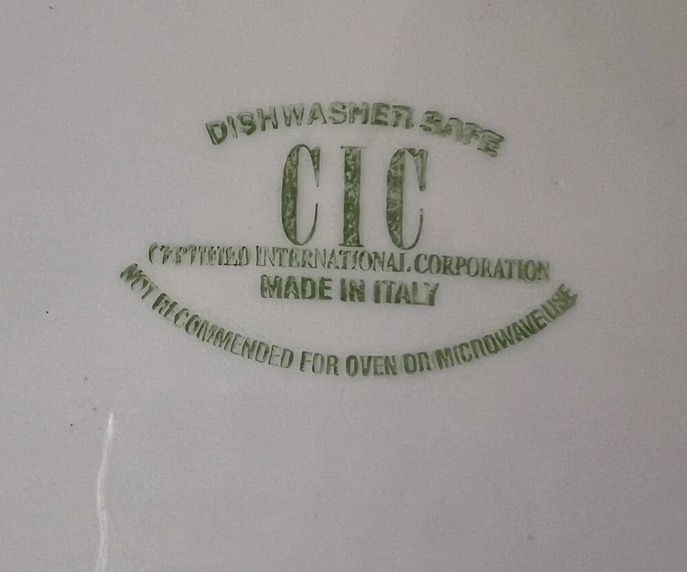 DISHWASHER SAFE
CIC
CERTIFIED INTERNATIONAL CORPORATION
MADE IN ITALY
NOT RECOMMENDED FOR OVEN OR MICROWAVE USE